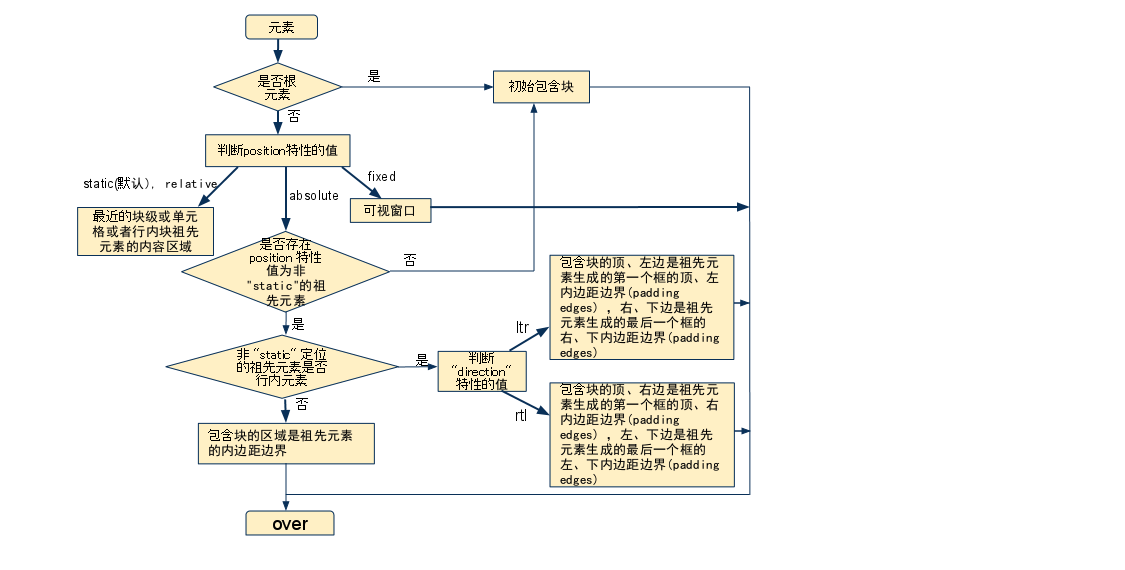 元素
是否根
元素
是
初始包含块
否
判断position特性的值
static(默认), relative
absolute
fixed
最近的块级或单元
格或者行内块祖先
元素的内容区域
可视窗口
是否存在
position 特性
值为非
"static"的祖
先元素
否
是
非 “static“ 定位
的祖先元素是否
行内元素
是
判断
“direction“
特性的值
ltr
包含块的顶、左边是祖先元
素生成的第一个框的顶、左
内边距边界(padding
edges) , 右、下边是祖先
元素生成的最后一个框的
右、下内边距边界(padding
edges)
rtl
包含块的顶、右边是祖先元
素生成的第一个框的顶、右
内边距边界(padding
edges) , 左、下边是祖先
元素生成的最后一个框的
左、下内边距边界(padding
edges)
否
包含块的区域是祖先元素
的内边距边界
over